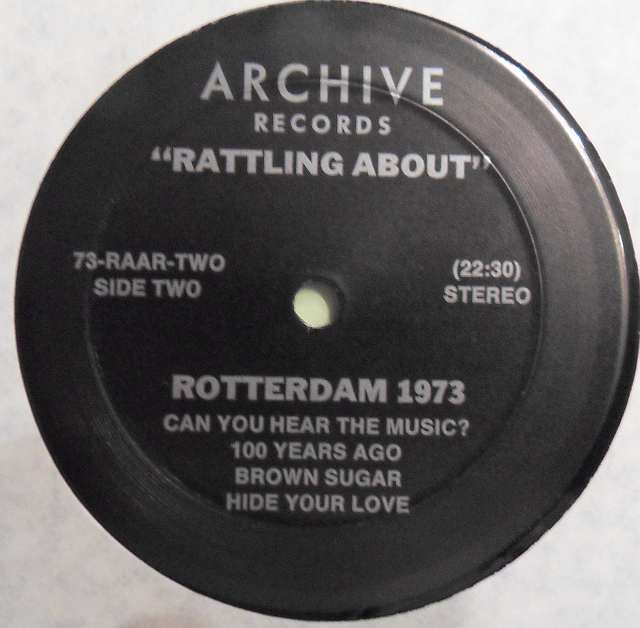 ARCHIVE
RECORDS
"RATTLING ABOUT"
73-RAAR-TWO
SIDE TWO
(22:30)
STEREO
ROTTERDAM 1973
CAN YOU HEAR THE MUSIC?
100 YEARS AGO
BROWN SUGAR
HIDE YOUR LOVE